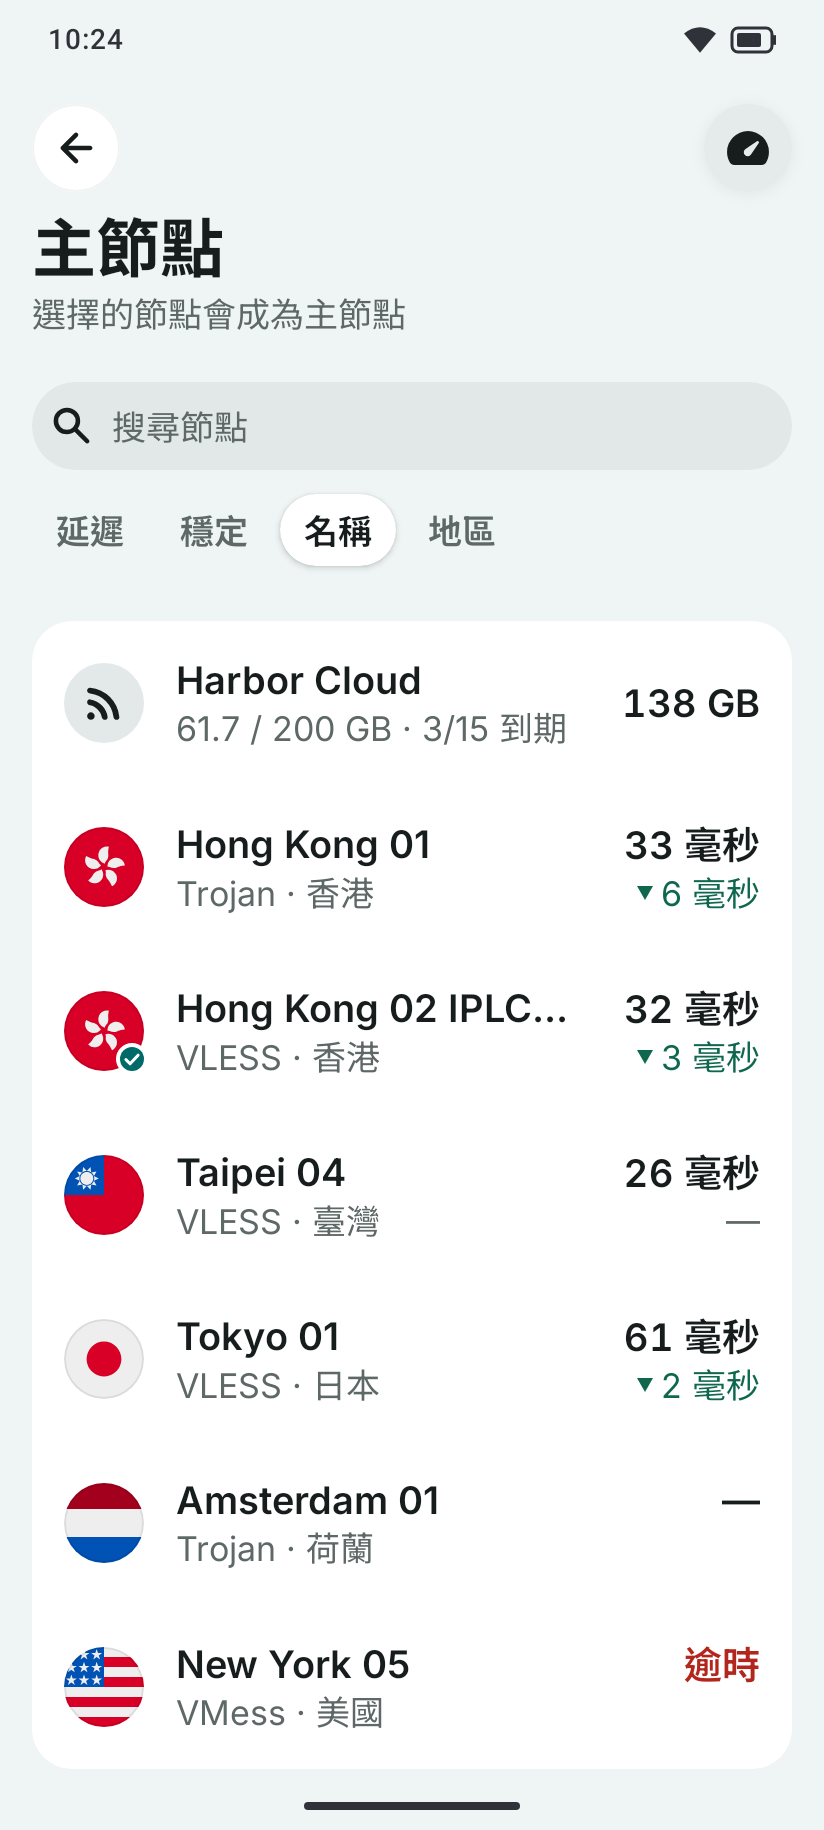 10:24
主節點
選擇的節點會成為主節點
搜尋節點
延遲 穩定 名稱 地區
Harbor Cloud
61.7 / 200 GB · 3/15 到期
138 GB
Hong Kong 01
Trojan · 香港
33 毫秒
▼6 毫秒
Hong Kong 02 IPLC...
VLESS · 香港
32 毫秒
▼3 毫秒
Taipei 04
VLESS · 臺灣
26 毫秒
—
Tokyo 01
VLESS · 日本
61 毫秒
▼2 毫秒
Amsterdam 01
Trojan · 荷蘭
—
New York 05
VMess · 美國
逾時